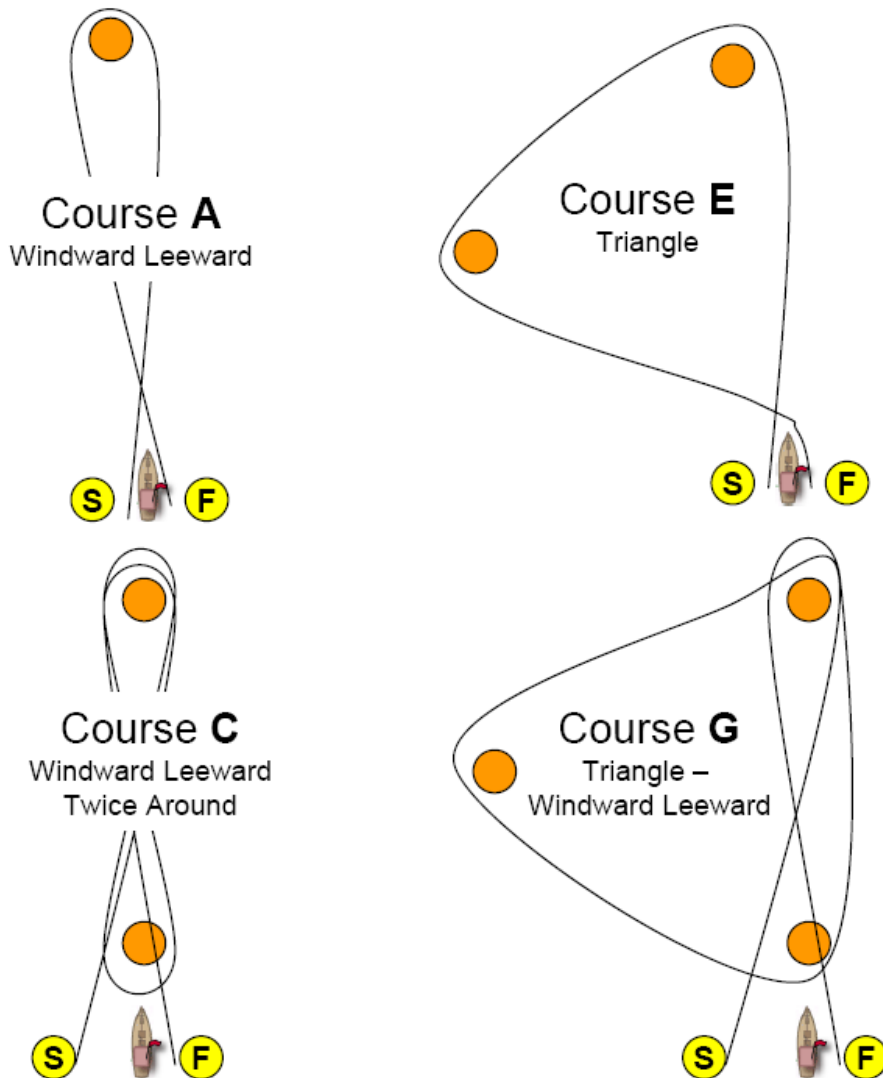 Course A
Windward Leeward
S
F
Course E
Triangle
S
F
Course C
Windward Leeward
Twice Around
S
F
Course G
Triangle –
Windward Leeward
S
F